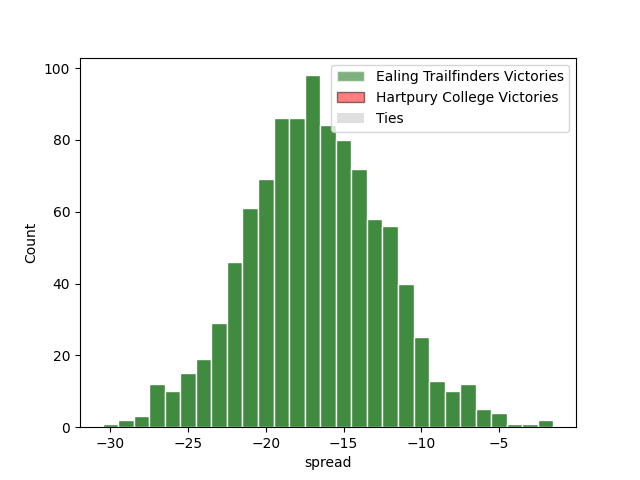 Ealing Trailfinders Victories
Hartpury College Victories
Ties
100
80
60
40
20
0
Count
−30
−25
−20
−15
−10
−5
spread